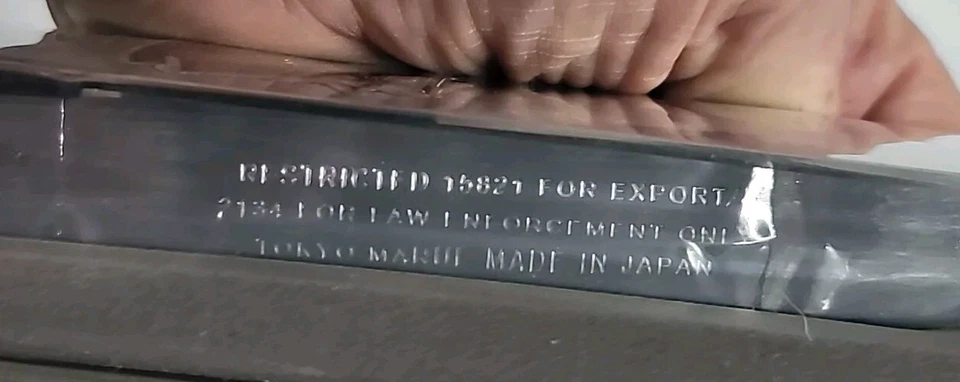 RESTRICTED 15821 FOR EXPORT/
2134 FOR LAW ENFORCEMENT ONLY
TOKYO MARUI MADE IN JAPAN